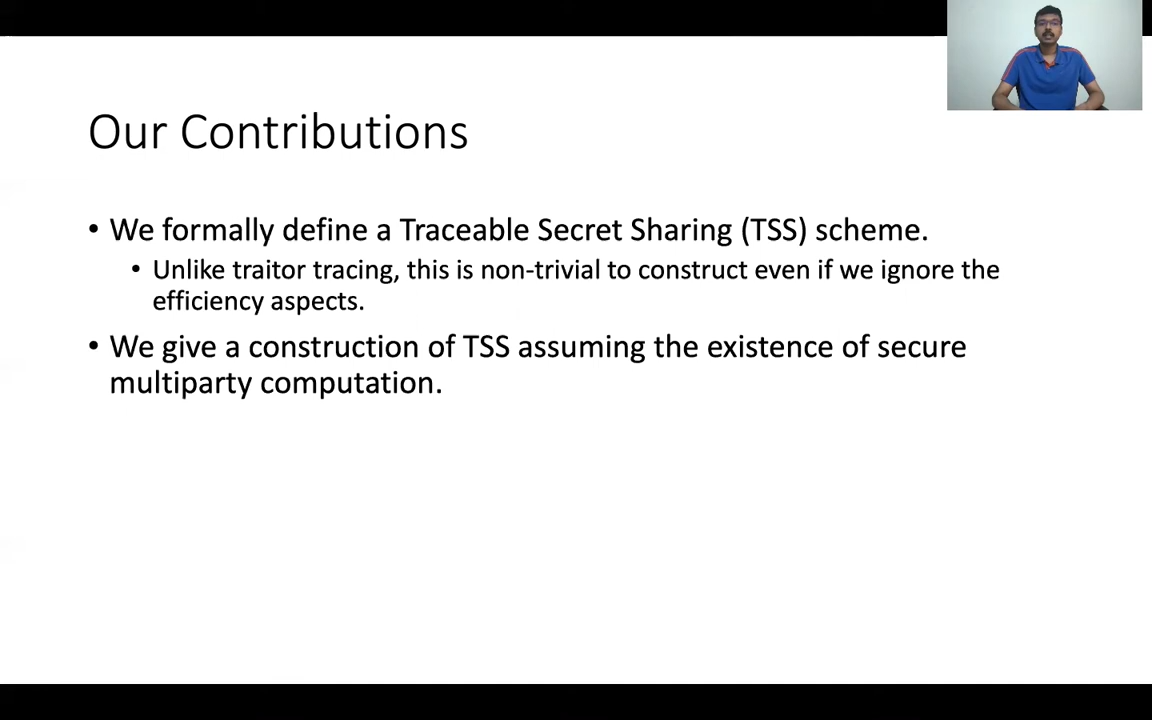 Our Contributions
• We formally define a Traceable Secret Sharing (TSS) scheme.
• Unlike traitor tracing, this is non-trivial to construct even if we ignore the
efficiency aspects.
• We give a construction of TSS assuming the existence of secure
multiparty computation.